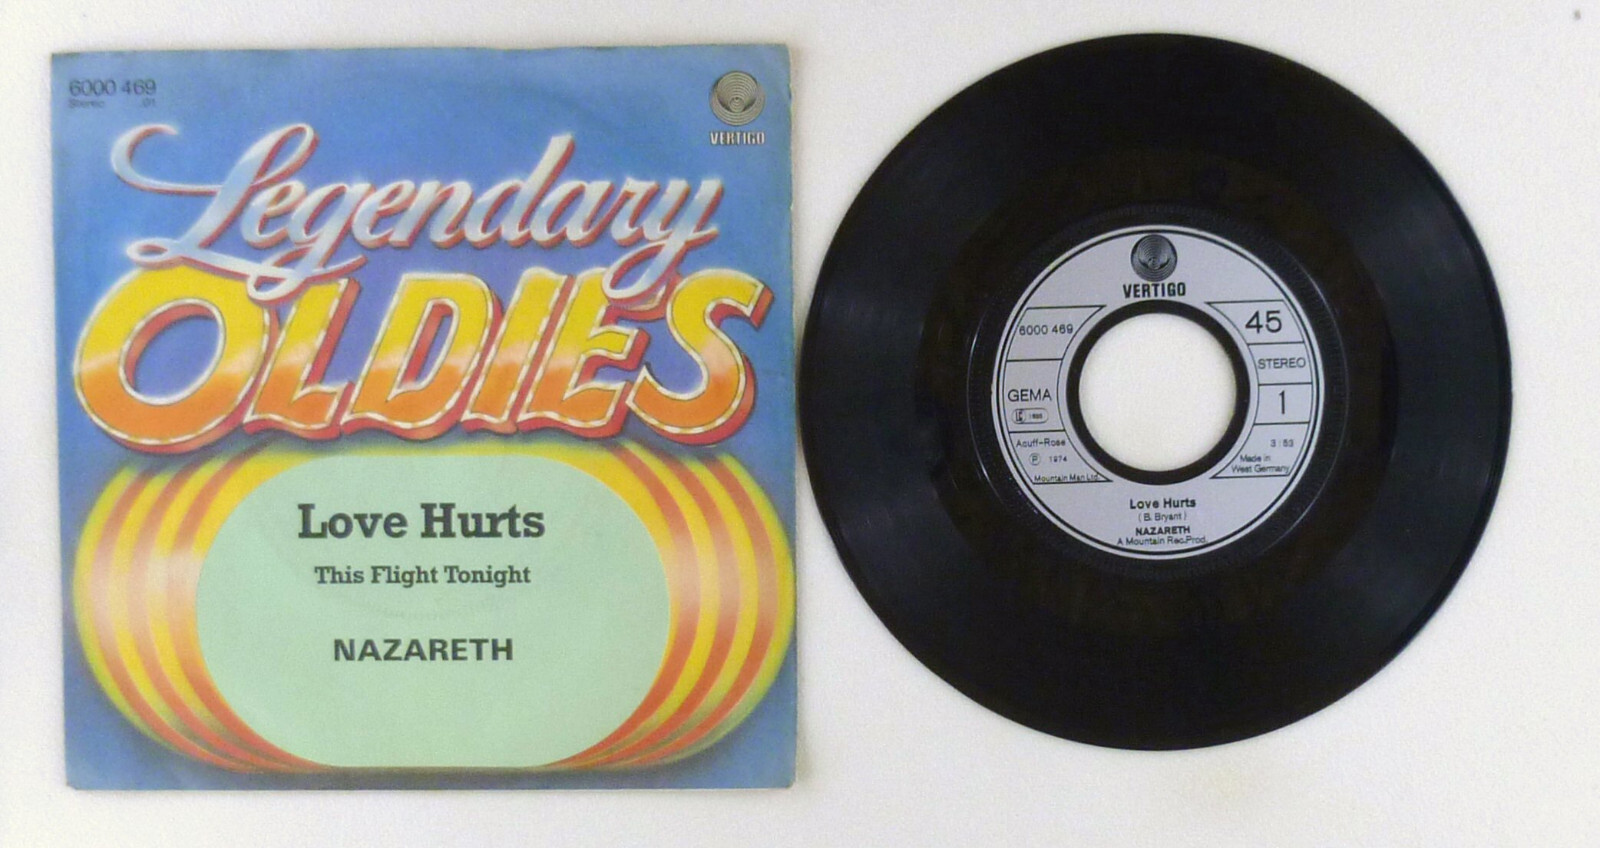 6000 469
Stereo .01
VERTIGO
Legendary
OLDIES
Love Hurts
This Flight Tonight
NAZARETH
VERTIGO
6000 469
GEMA
Acuff-Rose
℗ 1974
Mountain Man Ltd.
45
STEREO
1
3:53
Made in
West Germany
Love Hurts
(B. Bryant)
NAZARETH
A Mountain Rec.Prod.